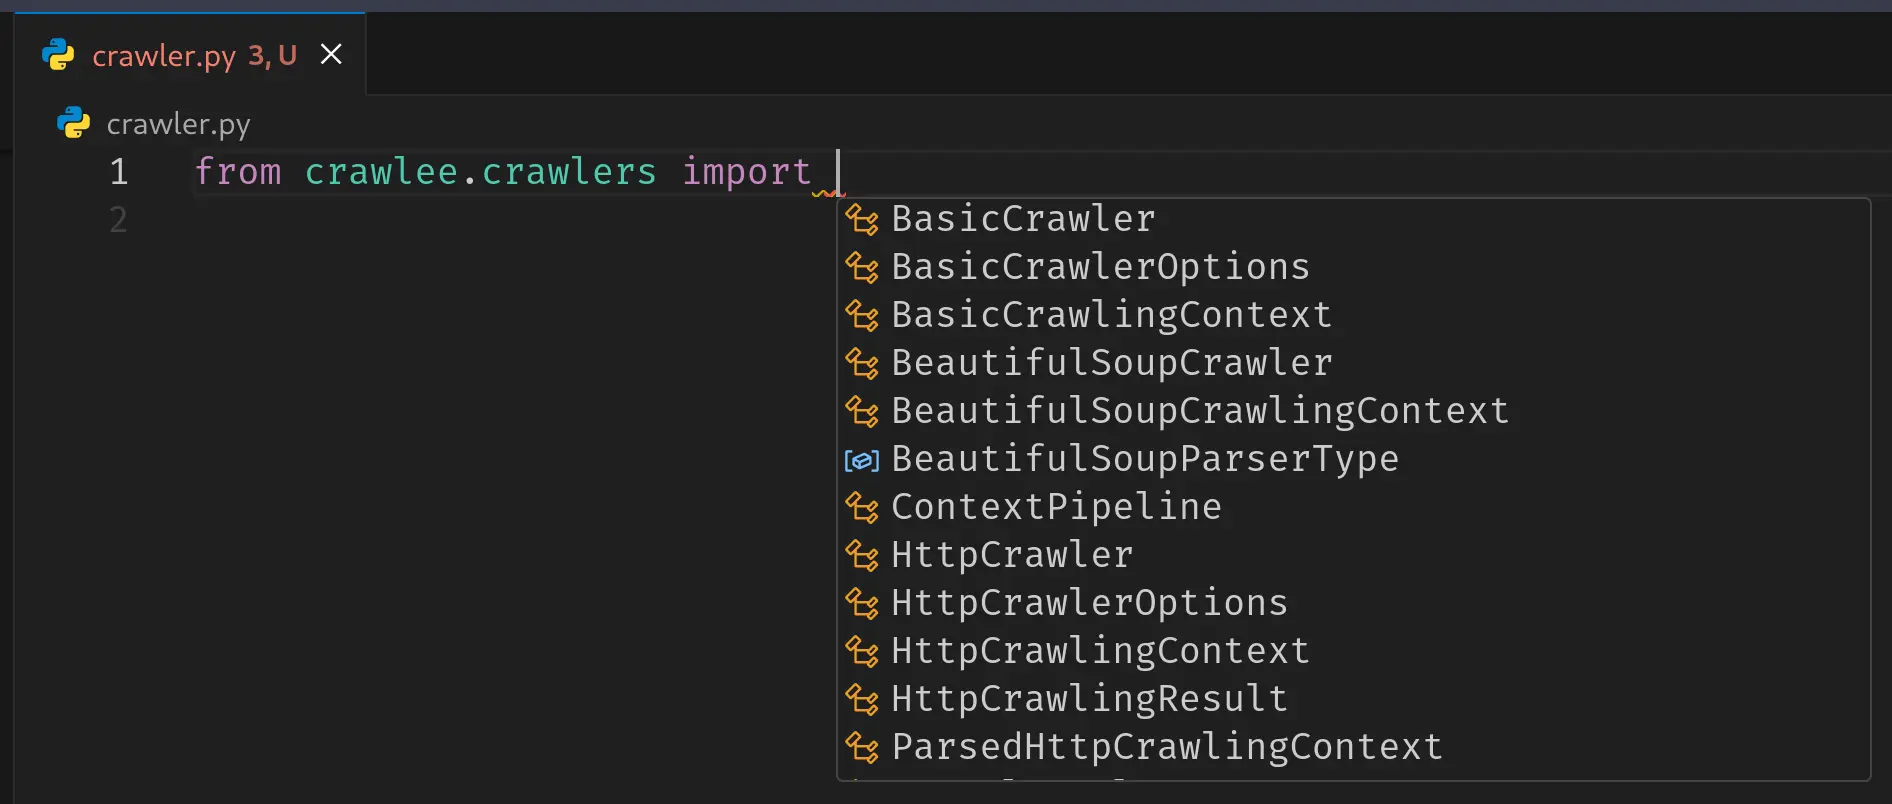 crawler.py 3, U
crawler.py
1 from crawlee.crawlers import
2
BasicCrawler
BasicCrawlerOptions
BasicCrawlingContext
BeautifulSoupCrawler
BeautifulSoupCrawlingContext
BeautifulSoupParserType
ContextPipeline
HttpCrawler
HttpCrawlerOptions
HttpCrawlingContext
HttpCrawlingResult
ParsedHttpCrawlingContext